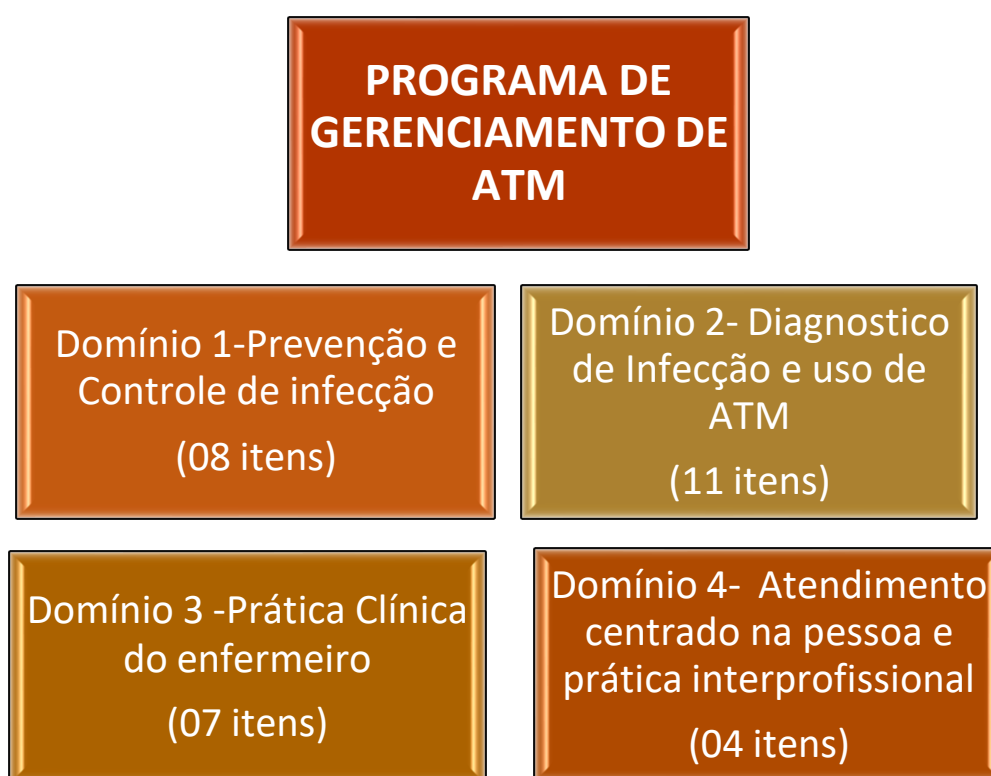 PROGRAMA DE
GERENCIAMENTO DE
ATM
Domínio 1-Prevenção e
Controle de infecção
(08 itens)
Domínio 2- Diagnostico
de Infecção e uso de
ATM
(11 itens)
Domínio 3 -Prática Clínica
do enfermeiro
(07 itens)
Domínio 4- Atendimento
centrado na pessoa e
prática interprofissional
(04 itens)